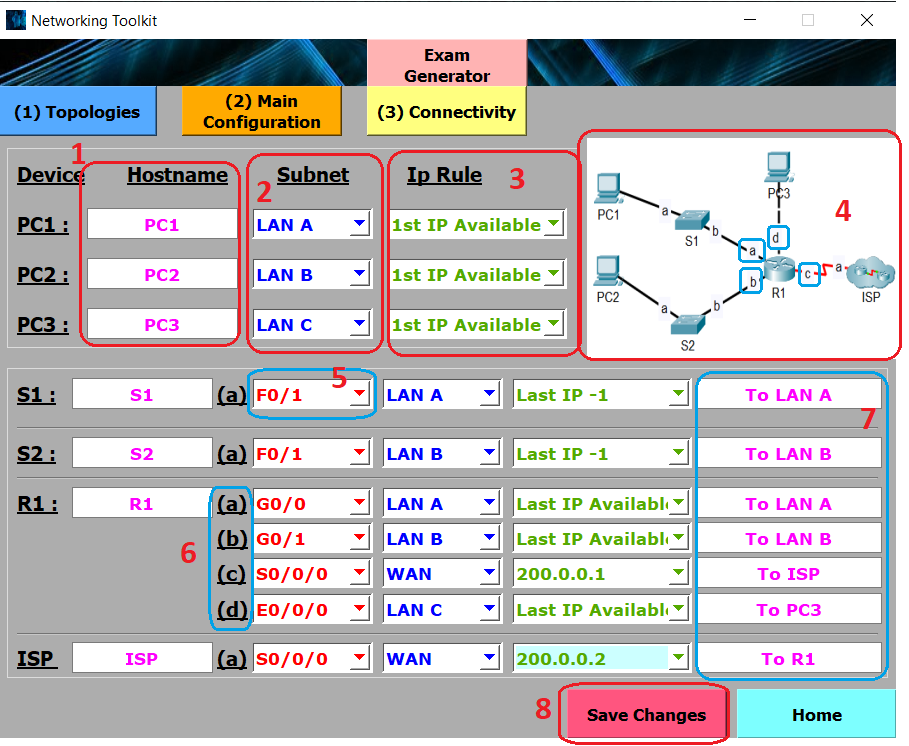 Networking Toolkit
Exam
Generator
(1) Topologies
(2) Main
Configuration
(3) Connectivity
1
Device
Hostname
2
Subnet
Ip Rule
3
PC1 :
PC1
LAN A
1st IP Available
PC2 :
PC2
LAN B
1st IP Available
PC3 :
PC3
LAN C
1st IP Available
4
PC3
PC1
a
S1
b
d
a
c
a
R1
ISP
PC2
b
a
b
S2
5
S1 :
S1
(a)
F0/1
LAN A
Last IP -1
To LAN A
7
S2 :
S2
(a)
F0/1
LAN B
Last IP -1
To LAN B
R1 :
R1
(a)
G0/0
LAN A
Last IP Available
To LAN A
6
(b)
G0/1
LAN B
Last IP Available
To LAN B
(c)
S0/0/0
WAN
200.0.0.1
To ISP
(d)
E0/0/0
LAN C
Last IP Available
To PC3
ISP
ISP
(a)
S0/0/0
WAN
200.0.0.2
To R1
8
Save Changes
Home